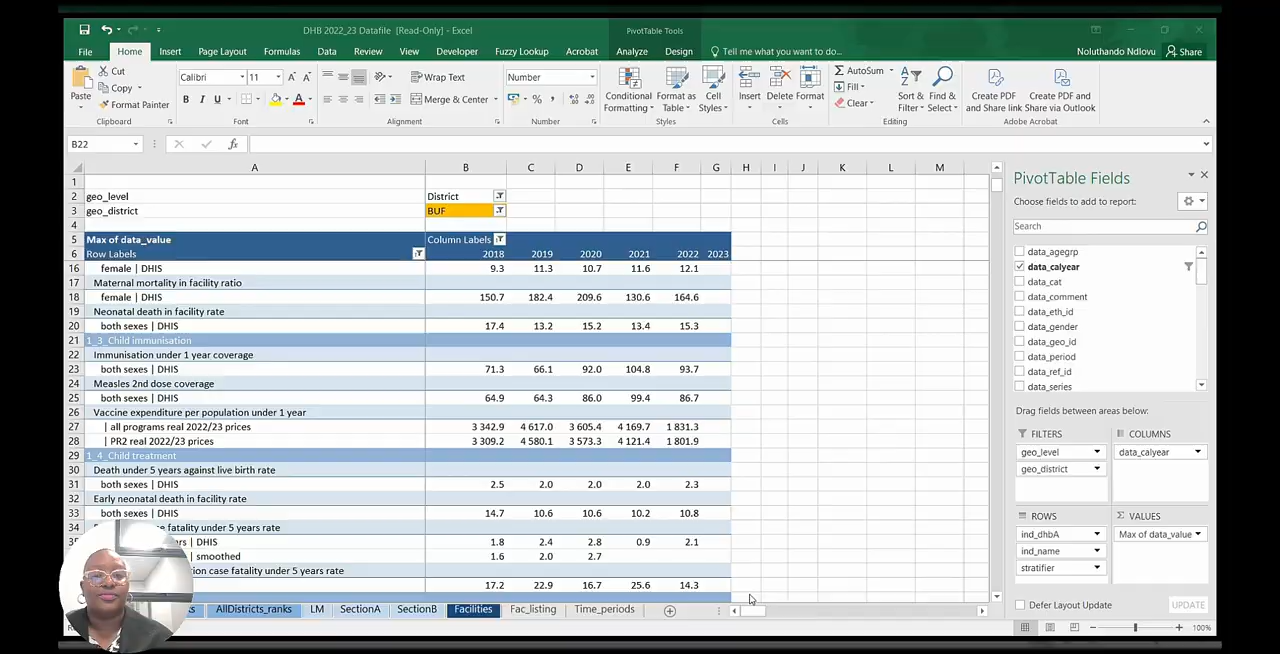 DHB 2022_23 Datafile [Read-Only] - Excel
PivotTable Tools
File Home Insert Page Layout Formulas Data Review View Developer Fuzzy Lookup Acrobat Analyze Design Tell me what you want to do... Noluthando Ndlovu Share
Paste Cut Copy Format Painter
Calibri 11 Wrap Text Merge & Center Number
B I U
Conditional Formatting Format as Table Cell Styles
Insert Delete Format
AutoSum Fill Clear
Sort & Filter Find & Select
Create PDF and Share link Create PDF and Share via Outlook
Clipboard Font Alignment Number Styles Cells Editing Adobe Acrobat
B22 fx
A B C D E F G H I J K L M
1
2 geo_level District
3 geo_district BUF
4
5 Max of data_value Column Labels
6 Row Labels 2018 2019 2020 2021 2022 2023
16 female | DHIS 9.3 11.3 10.7 11.6 12.1
17 Maternal mortality in facility ratio
18 female | DHIS 150.7 182.4 209.6 130.6 164.6
19 Neonatal death in facility rate
20 both sexes | DHIS 17.4 13.2 15.2 13.4 15.3
21 1_3_Child immunisation
22 Immunisation under 1 year coverage
23 both sexes | DHIS 71.3 66.1 92.0 104.8 93.7
24 Measles 2nd dose coverage
25 both sexes | DHIS 64.9 64.3 86.0 99.4 86.7
26 Vaccine expenditure per population under 1 year
27 | all programs real 2022/23 prices 3 342.9 4 617.0 3 605.4 4 169.7 1 831.3
28 | PR2 real 2022/23 prices 3 309.2 4 580.1 3 573.3 4 121.4 1 801.9
29 1_4_Child treatment
30 Death under 5 years against live birth rate
31 both sexes | DHIS 2.5 2.0 2.0 2.0 2.3
32 Early neonatal death in facility rate
33 both sexes | DHIS 14.7 10.6 10.6 10.2 10.8
34 case fatality under 5 years rate
| DHIS 1.8 2.4 2.8 0.9 2.1
| smoothed 1.6 2.0 2.7
case fatality under 5 years rate
17.2 22.9 16.7 25.6 14.3
AllDistricts_ranks LM SectionA SectionB Facilities Fac_listing Time_periods
PivotTable Fields
Choose fields to add to report:
Search
data_agegrp
data_calyear
data_cat
data_comment
data_eth_id
data_gender
data_geo_id
data_period
data_ref_id
data_series
Drag fields between areas below:
FILTERS
geo_level
geo_district
COLUMNS
data_calyear
ROWS
ind_dhbA
ind_name
stratifier
Σ VALUES
Max of data_value
Defer Layout Update UPDATE
100%